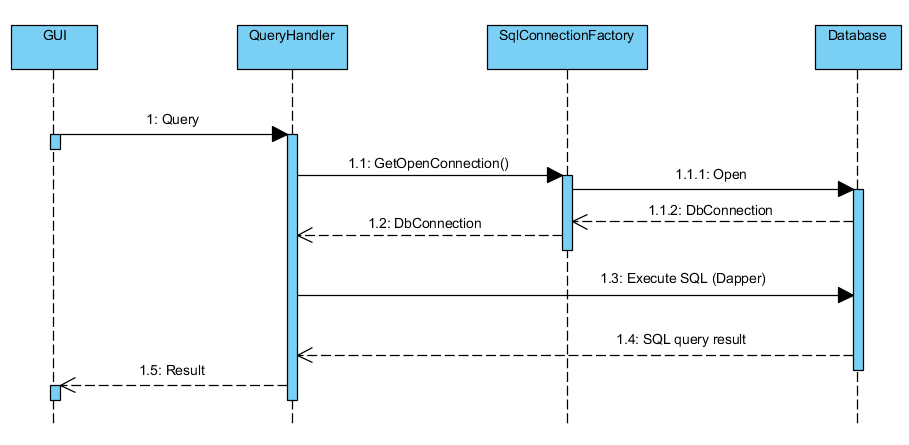 GUI
QueryHandler
SqlConnectionFactory
Database
1: Query
1.1: GetOpenConnection()
1.1.1: Open
1.1.2: DbConnection
1.2: DbConnection
1.3: Execute SQL (Dapper)
1.4: SQL query result
1.5: Result